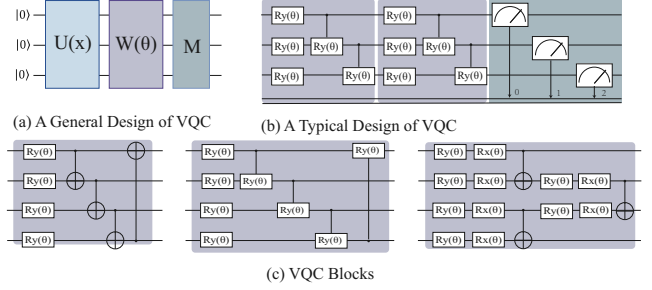 |0⟩
|0⟩ U(x) W(θ) M
|0⟩
Ry(θ) Ry(θ)
Ry(θ) Ry(θ) Ry(θ) Ry(θ)
Ry(θ) Ry(θ) Ry(θ) Ry(θ)
0 1 2
(a) A General Design of VQC
(b) A Typical Design of VQC
Ry(θ) Ry(θ) Ry(θ) Ry(θ) Rx(θ)
Ry(θ) Ry(θ) Ry(θ) Ry(θ) Rx(θ) Ry(θ) Rx(θ)
Ry(θ) Ry(θ) Ry(θ) Ry(θ) Rx(θ) Ry(θ) Rx(θ)
Ry(θ) Ry(θ) Ry(θ) Ry(θ) Rx(θ)
(c) VQC Blocks